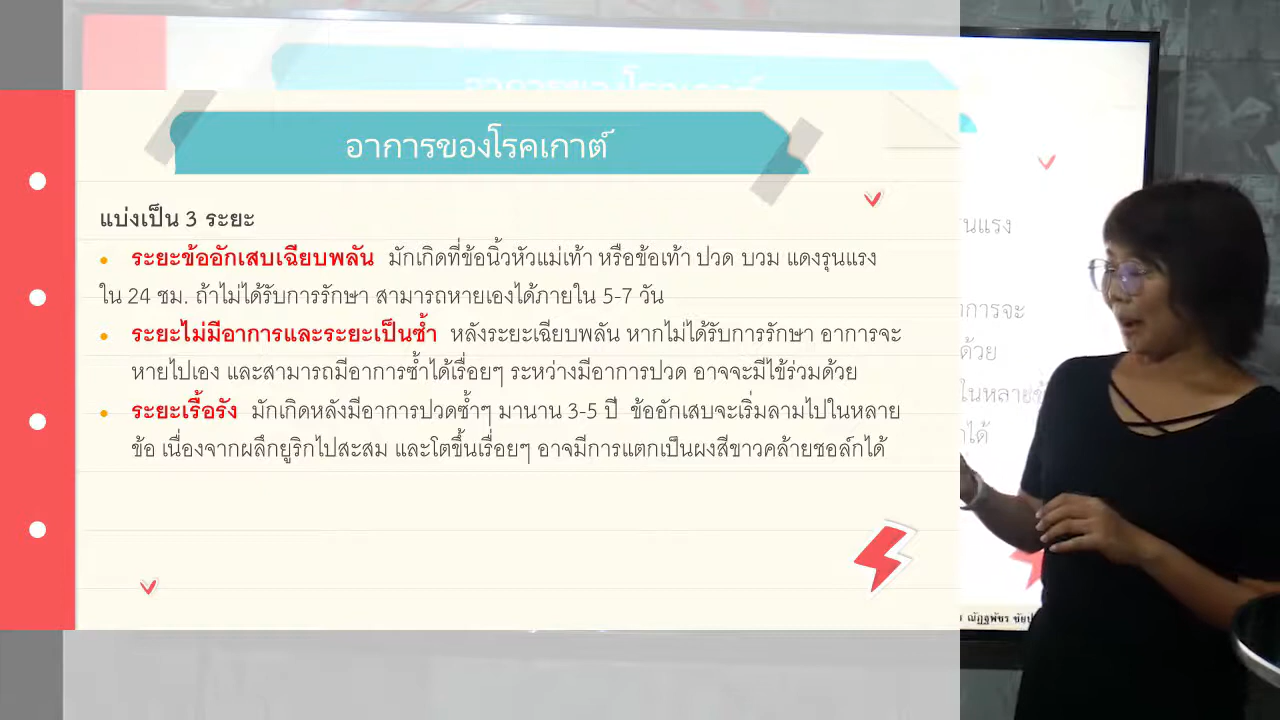 อาการของโรคเกาต์
แบ่งเป็น 3 ระยะ
• ระยะข้ออักเสบเฉียบพลัน มักเกิดที่ข้อนิ้วหัวแม่เท้า หรือข้อเท้า ปวด บวม แดงรุนแรง
ใน 24 ชม. ถ้าไม่ได้รับการรักษา สามารถหายเองได้ภายใน 5-7 วัน
• ระยะไม่มีอาการและระยะเป็นซ้ำ หลังระยะเฉียบพลัน หากไม่ได้รับการรักษา อาการจะ
หายไปเอง และสามารถมีอาการซ้ำได้เรื่อยๆ ระหว่างมีอาการปวด อาจจะมีไข้ร่วมด้วย
• ระยะเรื้อรัง มักเกิดหลังมีอาการปวดซ้ำๆ มานาน 3-5 ปี ข้ออักเสบจะเริ่มลามไปในหลาย
ข้อ เนื่องจากผลึกยูริกไปสะสม และโตขึ้นเรื่อยๆ อาจมีการแตกเป็นผงสีขาวคล้ายชอล์กได้
ณัฏฐพัชร